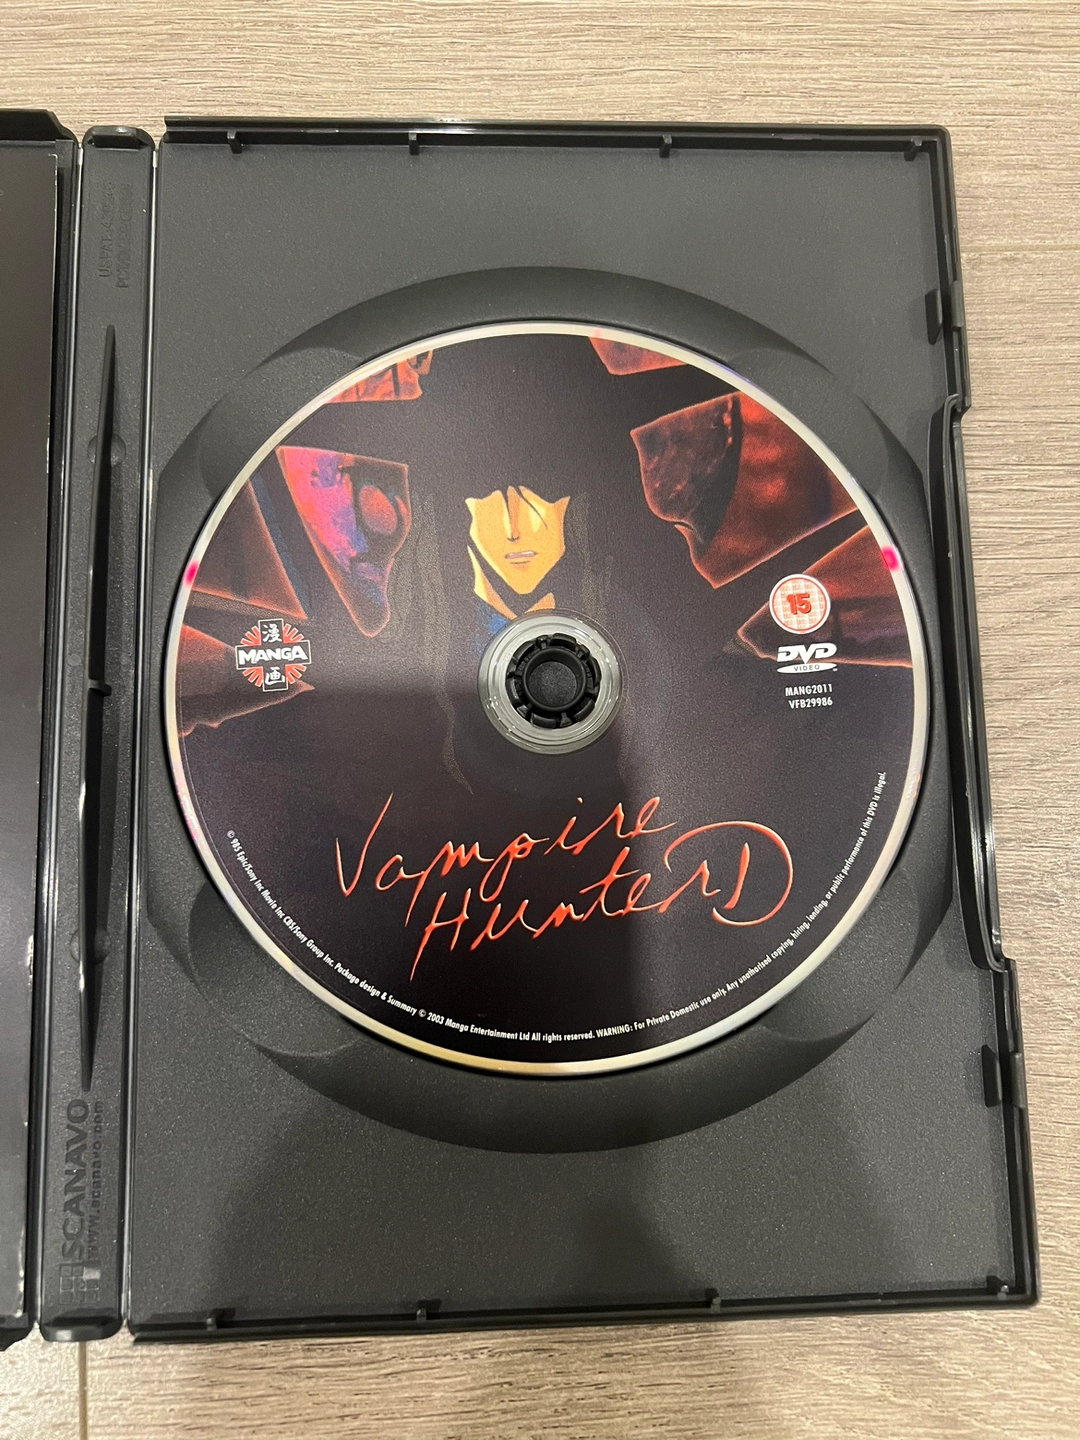 漫
MANGA
画
15
DVD
VIDEO
MANG2011
VFB29986
Vampire
Hunter D
© 985 Epic/Sony Inc Movie Inc CBS/Sony Group Inc. Package design & Summary © 2003 Manga Entertainment Ltd All rights reserved. WARNING: For Private Domestic use only. Any unauthorised copying, hiring, lending, or public performance of this DVD is illegal.
SCANAVO
www.scanavo.com